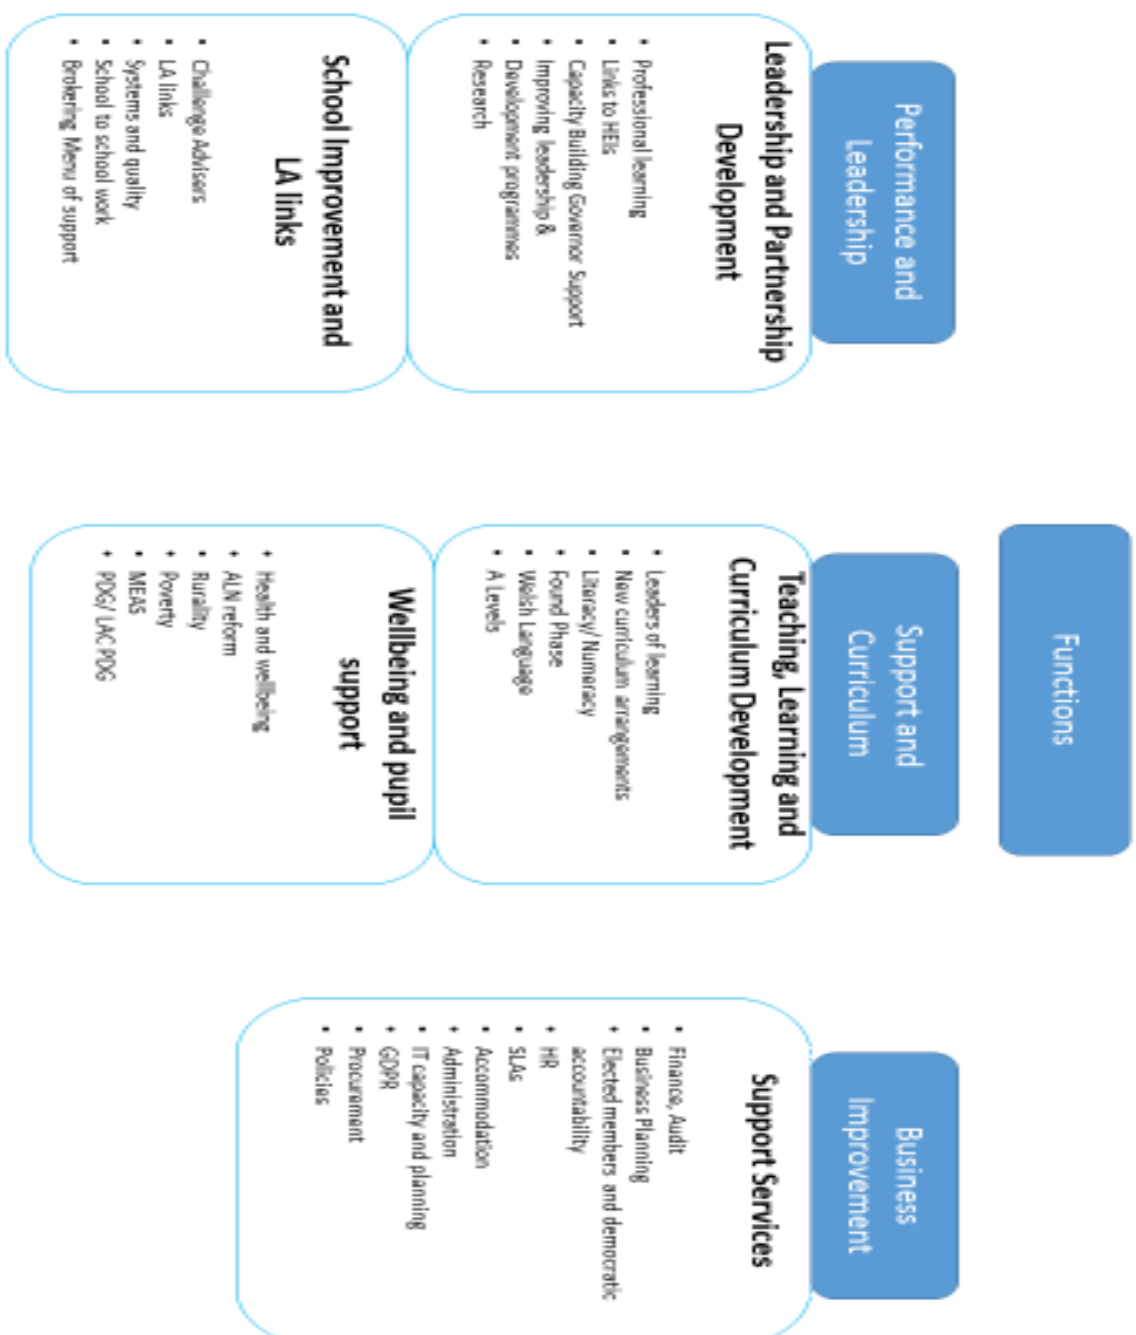 Functions
Performance and
Leadership
Leadership and Partnership
Development
• Professional learning
• Links to HEIs
• Capacity Building Governor Support
• Improving leadership &
• Development programmes
• Research
School Improvement and
LA links
• Challenge Advisers
• LA links
• Systems and quality
• School to school work
• Brokering Menu of support
Support and
Curriculum
Teaching, Learning and
Curriculum Development
• Leaders of learning
• New curriculum arrangements
• Literacy/ Numeracy
• Found Phase
• Welsh Language
• A Levels
Wellbeing and pupil
support
• Health and wellbeing
• ALN reform
• Rurality
• Poverty
• MEAS
• PDG/ LAC PDG
Business
Improvement
Support Services
• Finance, Audit
• Business Planning
• Elected members and democratic
accountability
• HR
• SLAs
• Accommodation
• Administration
• IT capacity and planning
• GDPR
• Procurement
• Policies